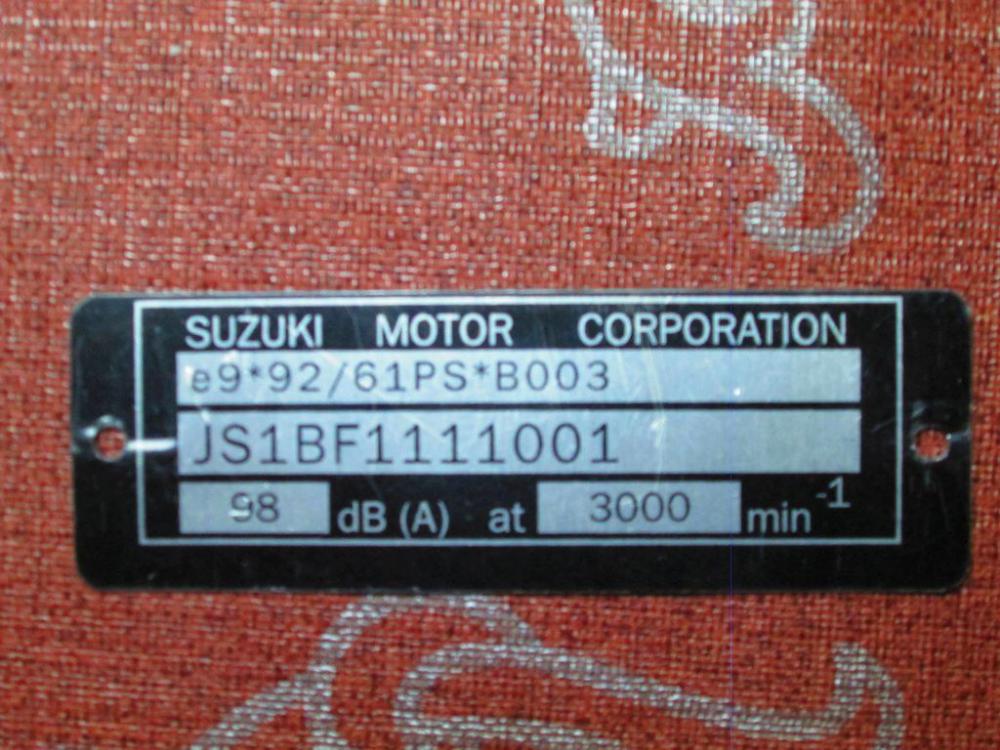 SUZUKI MOTOR CORPORATION
e9*92/61PS*B003
JS1BF1111001
98 dB (A) at 3000 min⁻¹